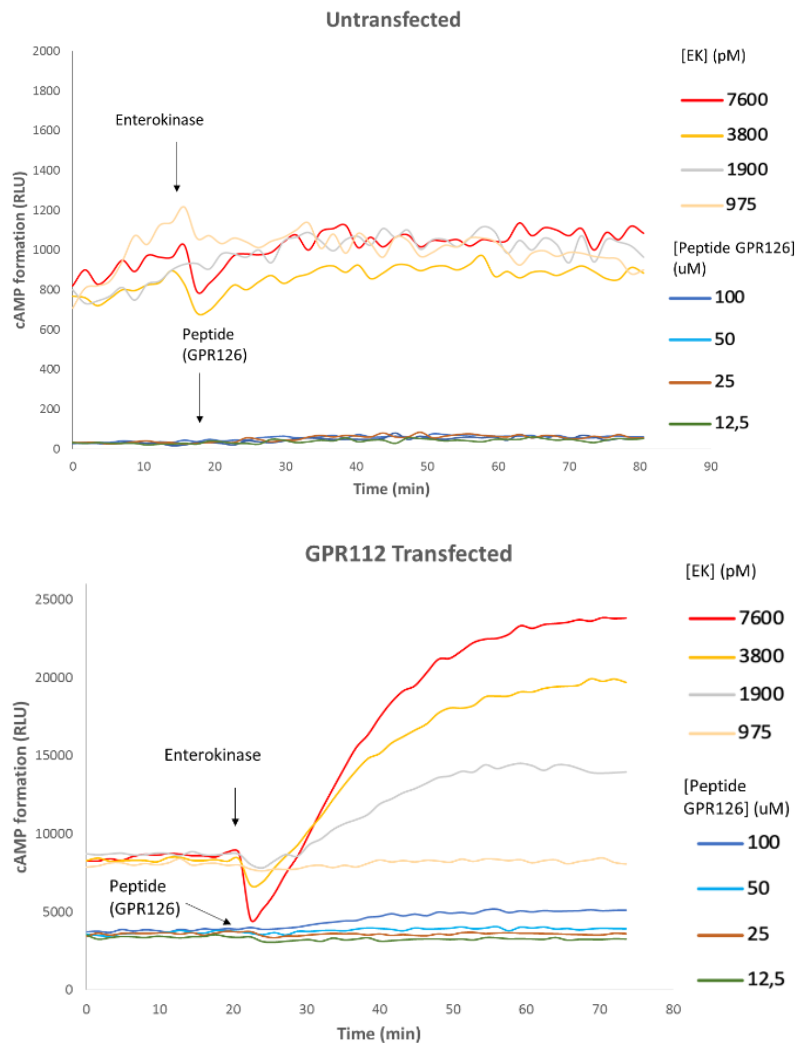 Untransfected
2000
1800
1600
1400
1200
1000
800
600
400
200
0
cAMP formation (RLU)
0 10 20 30 40 50 60 70 80 90
Time (min)
Enterokinase
Peptide
(GPR126)
[EK] (pM)
7600
3800
1900
975
[Peptide GPR126]
(uM)
100
50
25
12,5
GPR112 Transfected
25000
20000
15000
10000
5000
0
cAMP formation (RLU)
0 10 20 30 40 50 60 70 80
Time (min)
Enterokinase
Peptide
(GPR126)
[EK] (pM)
7600
3800
1900
975
[Peptide
GPR126] (uM)
100
50
25
12,5